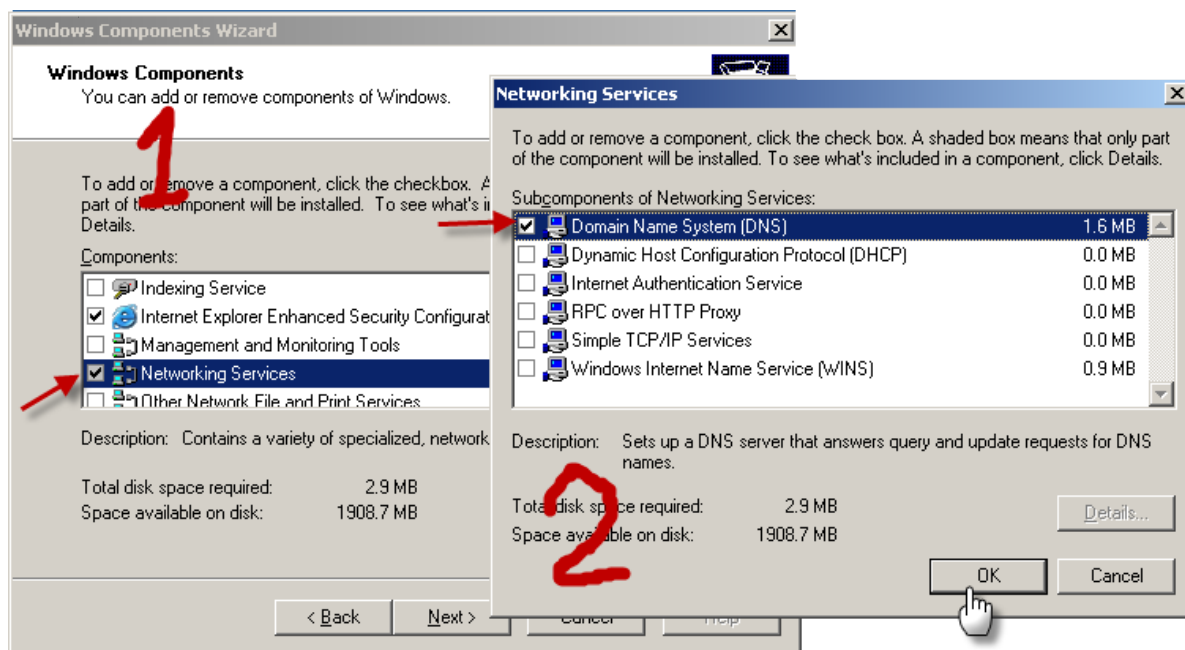 Windows Components Wizard
Windows Components
You can add or remove components of Windows.
1
To add or remove a component, click the checkbox. A
part of the component will be installed. To see what's i
Details.
Components:
Indexing Service
Internet Explorer Enhanced Security Configurat
Management and Monitoring Tools
Networking Services
Other Network File and Print Services
Description: Contains a variety of specialized, network
Total disk space required: 2.9 MB
Space available on disk: 1908.7 MB
< Back
Next >
Cancel
Help
Networking Services
To add or remove a component, click the check box. A shaded box means that only part
of the component will be installed. To see what's included in a component, click Details.
Subcomponents of Networking Services:
Domain Name System (DNS) 1.6 MB
Dynamic Host Configuration Protocol (DHCP) 0.0 MB
Internet Authentication Service 0.0 MB
RPC over HTTP Proxy 0.0 MB
Simple TCP/IP Services 0.0 MB
Windows Internet Name Service (WINS) 0.9 MB
Description: Sets up a DNS server that answers query and update requests for DNS
names.
2
Total disk space required: 2.9 MB
Space available on disk: 1908.7 MB
Details...
OK
Cancel